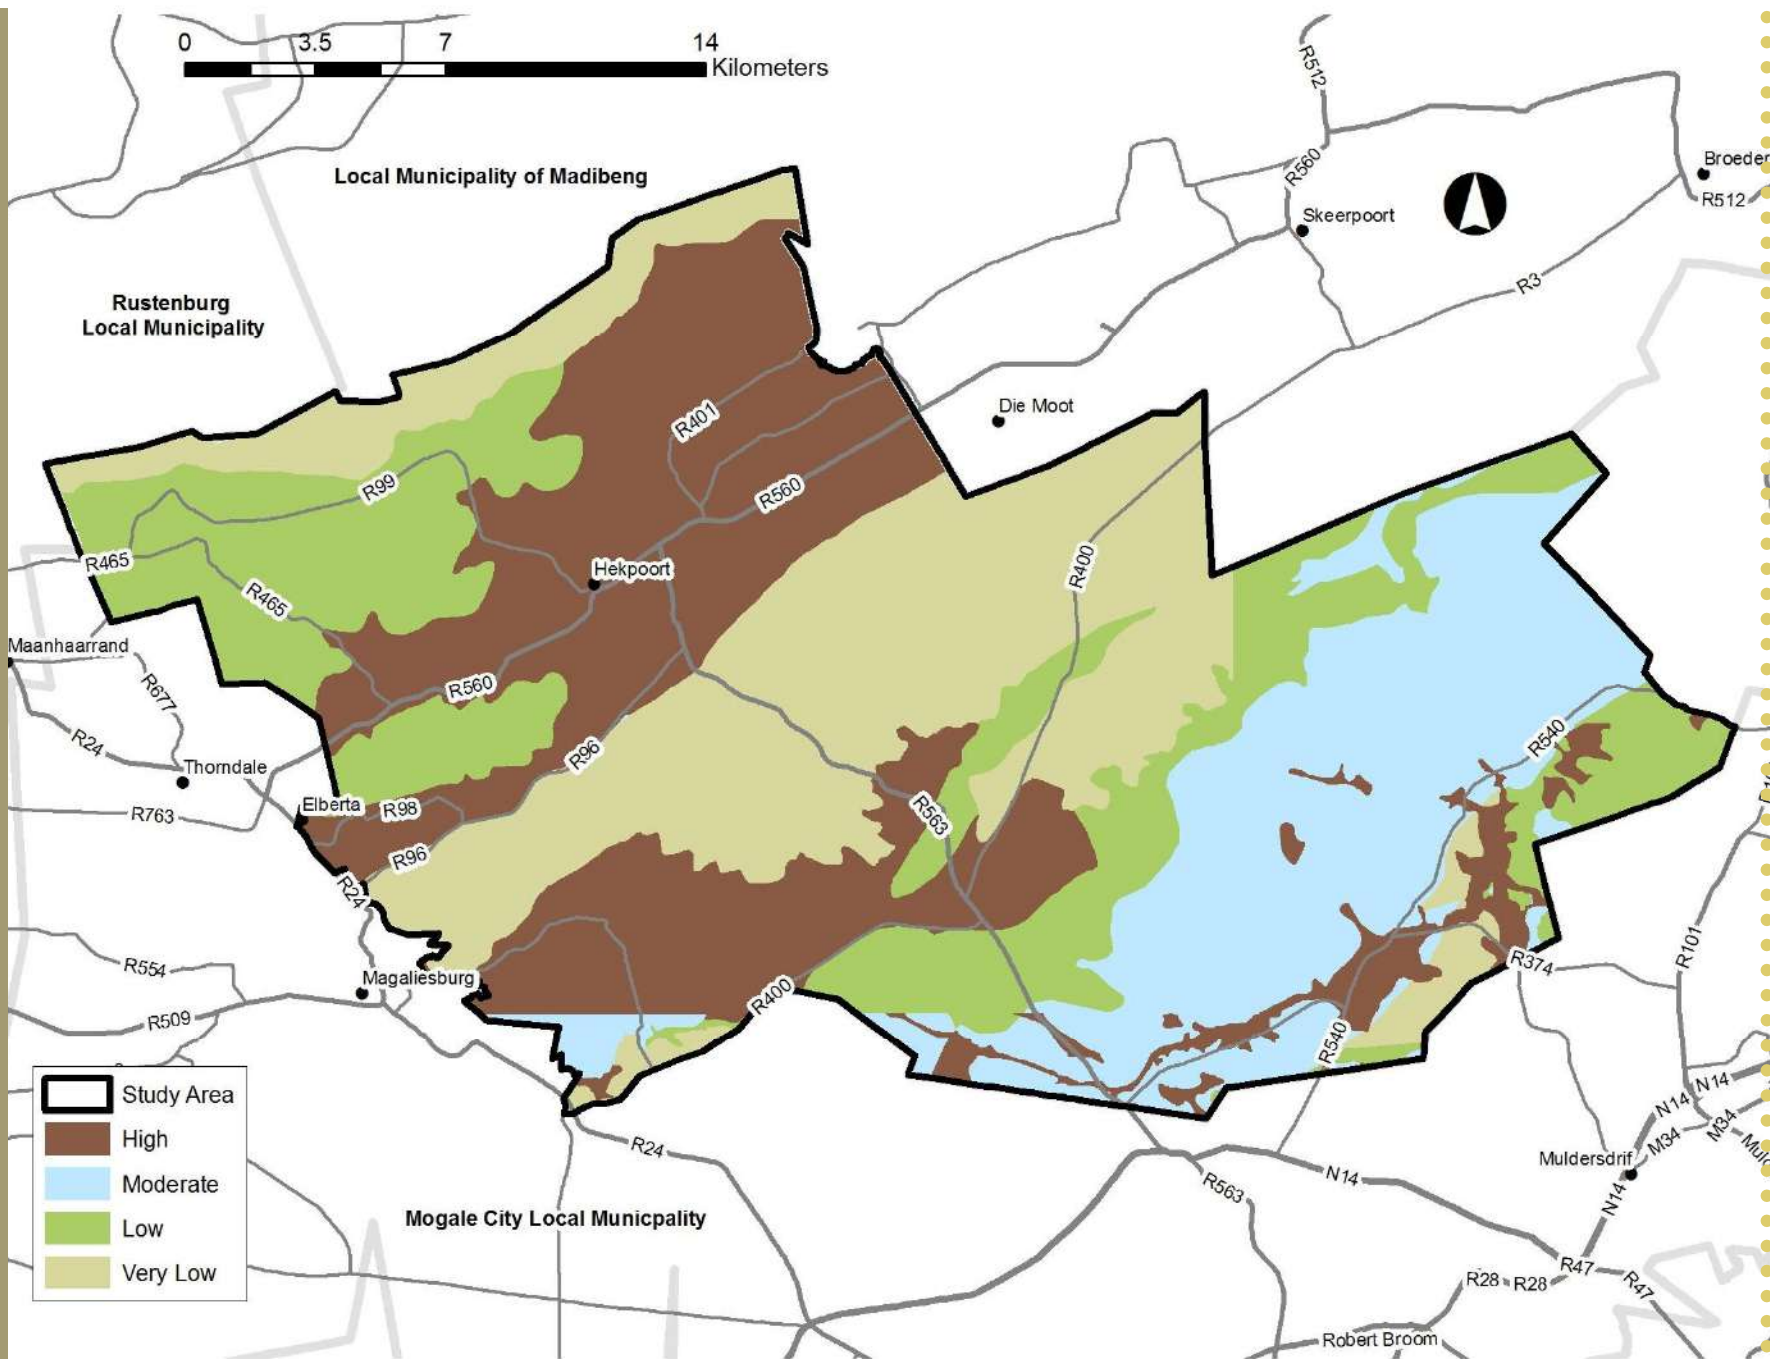 0 3.5 7 14
Kilometers
R512
R560
Broeder
R512
Local Municipality of Madibeng
Skeerpoort
R3
Rustenburg
Local Municipality
Die Moot
R401
R99
R560
R465
Hekpoort
R400
R465
Maanhaarrand
R677
R560
R24
R540
Thorndale
R96
Elberta
R98
R763
R563
R96
R24
R101
R554
R374
Magaliesburg
R400
R509
R540
Study Area
High
Moderate
Low
Very Low
N14
N14
M34
M34
R24
Muldersdrif
N14
R563
N14
Mogale City Local Municpality
R47
R28
R28
R47
Robert Broom